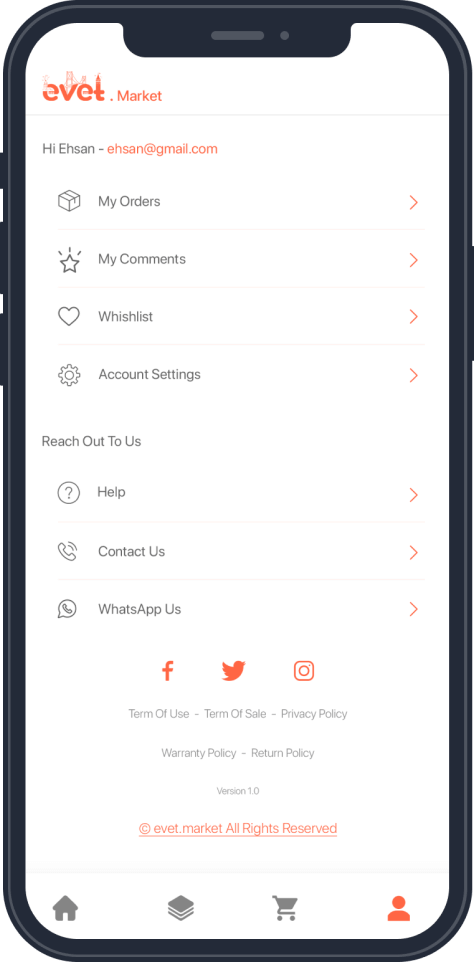 evet . Market
Hi Ehsan - ehsan@gmail.com
My Orders
My Comments
Whishlist
Account Settings
Reach Out To Us
Help
Contact Us
WhatsApp Us
Term Of Use - Term Of Sale - Privacy Policy
Warranty Policy - Return Policy
Version 1.0
© evet.market All Rights Reserved